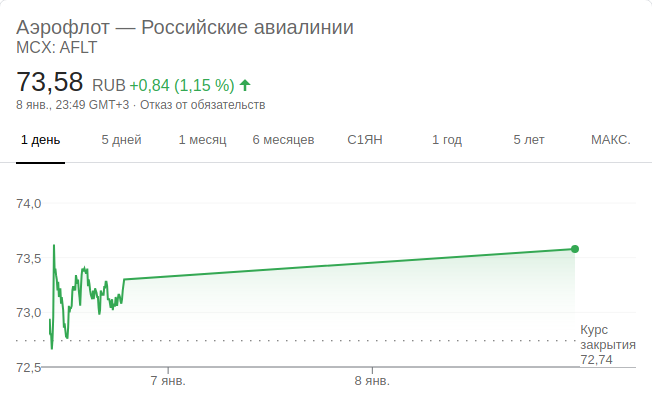 Аэрофлот — Российские авиалинии
MCX: AFLT
73,58 RUB +0,84 (1,15 %)
8 янв., 23:49 GMT+3 · Отказ от обязательств
1 день 5 дней 1 месяц 6 месяцев С1ЯН 1 год 5 лет МАКС.
74,0
73,5
73,0
72,5
Курс
закрытия
72,74
7 янв. 8 янв.